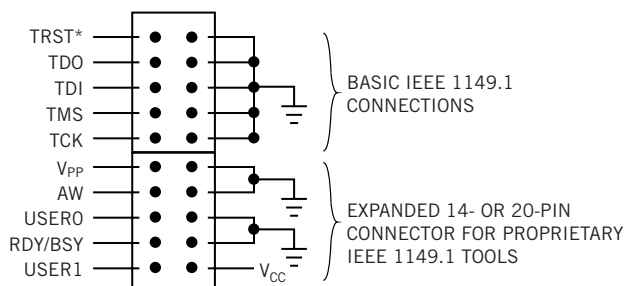 TRST*
TDO
TDI
TMS
TCK
BASIC IEEE 1149.1
CONNECTIONS
VPP
AW
USER0
RDY/BSY
USER1
VCC
EXPANDED 14- OR 20-PIN
CONNECTOR FOR PROPRIETARY
IEEE 1149.1 TOOLS